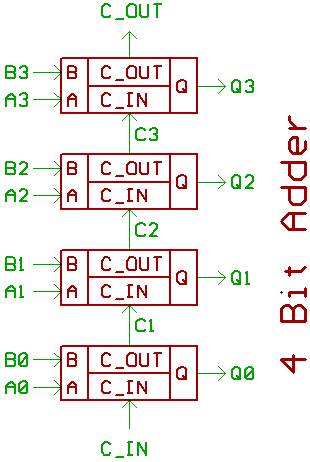 C_OUT
B3 B C_OUT Q Q3
A3 A C_IN
C3
B2 B C_OUT Q Q2
A2 A C_IN
C2
B1 B C_OUT Q Q1
A1 A C_IN
C1
B0 B C_OUT Q Q0
A0 A C_IN
C_IN
4 Bit Adder